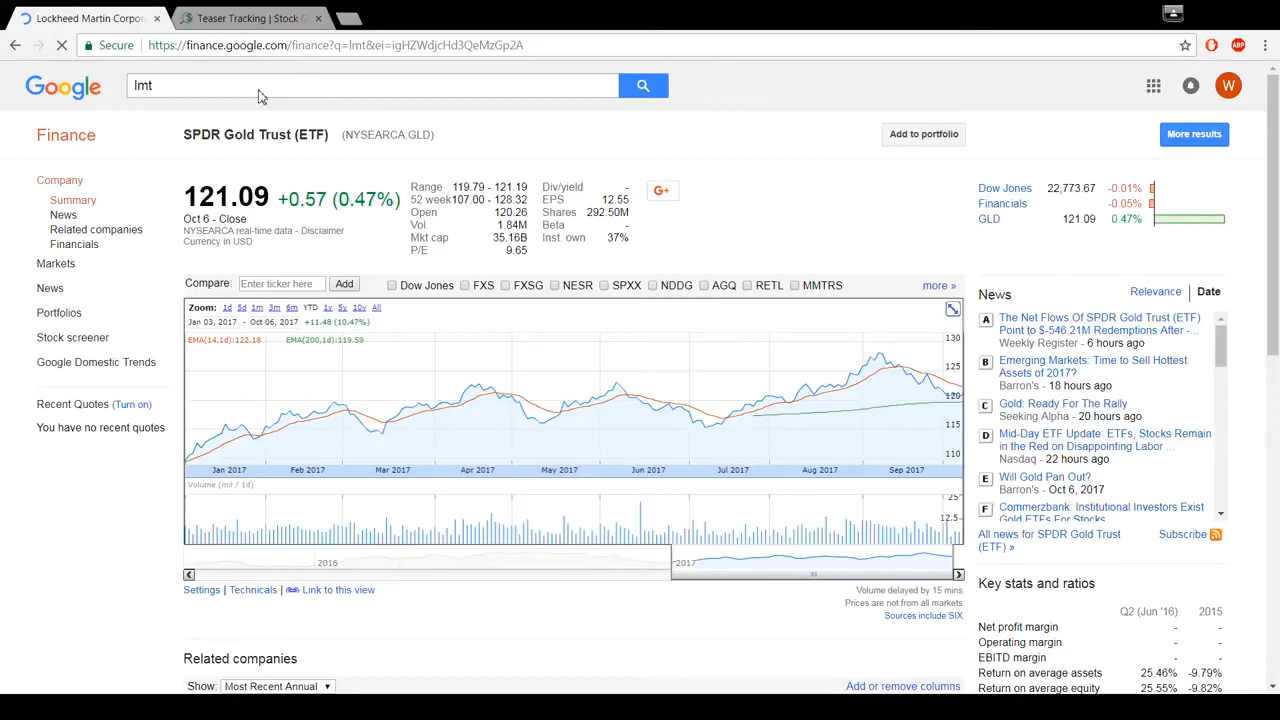 Lockheed Martin Corpo
Teaser Tracking | Stock G
Secure
https://finance.google.com/finance?q=lmt&ei=igHZWdjcHd3QeMzGp2A
ABP
Google
lmt
W
Finance
SPDR Gold Trust (ETF) (NYSEARCA:GLD)
Add to portfolio
More results
Company
Summary
News
Related companies
Financials
Markets
News
Portfolios
Stock screener
Google Domestic Trends
Recent Quotes (Turn on)
You have no recent quotes
121.09 +0.57 (0.47%)
Oct 6 - Close
NYSEARCA real-time data - Disclaimer
Currency in USD
Range 119.79 - 121.19
52 week 107.00 - 128.32
Open 120.26
Vol. 1.84M
Mkt cap 35.16B
P/E 9.65
Div/yield -
EPS 12.55
Shares 292.50M
Beta -
Inst. own 37%
G+
Dow Jones 22,773.67 -0.01%
Financials -0.05%
GLD 121.09 0.47%
Compare: Enter ticker here Add Dow Jones FXS FXSG NESR SPXX NDDG AGQ RETL MMTRS more »
Zoom: 1d 5d 1m 3m 6m YTD 1y 5y 10y All
Jan 03, 2017 - Oct 06, 2017 +11.48 (10.47%)
EMA(14,1d):122.18 EMA(200,1d):119.59
130
125
120
115
110
Jan 2017 Feb 2017 Mar 2017 Apr 2017 May 2017 Jun 2017 Jul 2017 Aug 2017 Sep 2017
Volume (mil / 1d)
25
12.5
2016 2017
Settings | Technicals | Link to this view
Volume delayed by 15 mins.
Prices are not from all markets.
Sources include SIX.
Related companies
Show: Most Recent Annual
Add or remove columns
News
Relevance | Date
A The Net Flows Of SPDR Gold Trust (ETF)
Point to $-546.21M Redemptions After -...
Weekly Register - 6 hours ago
B Emerging Markets: Time to Sell Hottest
Assets of 2017?
Barron's - 18 hours ago
C Gold: Ready For The Rally
Seeking Alpha - 20 hours ago
D Mid-Day ETF Update: ETFs, Stocks Remain
in the Red on Disappointing Labor ...
Nasdaq - 22 hours ago
E Will Gold Pan Out?
Barron's - Oct 6, 2017
F Commerzbank: Institutional Investors Exist
Gold ETFs For Stocks
All news for SPDR Gold Trust
(ETF) »
Subscribe
Key stats and ratios
Q2 (Jun '16) 2015
Net profit margin - -
Operating margin - -
EBITD margin - -
Return on average assets 25.46% -9.79%
Return on average equity 25.55% -9.82%